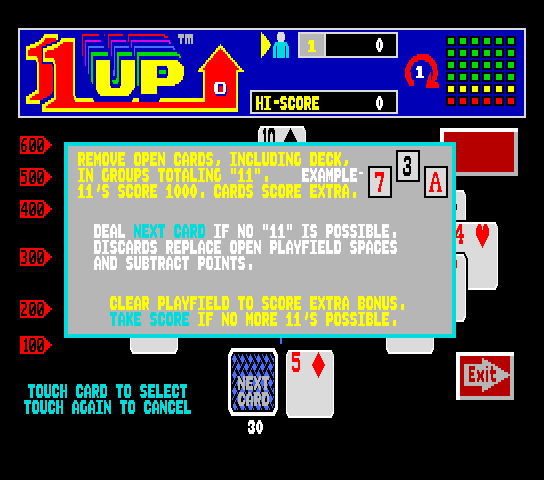 11 UP ™
0
1 0
HI-SCORE 0
1
600
500
400
300
200
100
10
REMOVE OPEN CARDS, INCLUDING DECK,
IN GROUPS TOTALING "11". EXAMPLE-
11'S SCORE 1000. CARDS SCORE EXTRA.
7 3 A
DEAL NEXT CARD IF NO "11" IS POSSIBLE.
DISCARDS REPLACE OPEN PLAYFIELD SPACES
AND SUBTRACT POINTS.
CLEAR PLAYFIELD TO SCORE EXTRA BONUS.
TAKE SCORE IF NO MORE 11'S POSSIBLE.
4
NEXT
CARD
5
30
Exit
TOUCH CARD TO SELECT
TOUCH AGAIN TO CANCEL